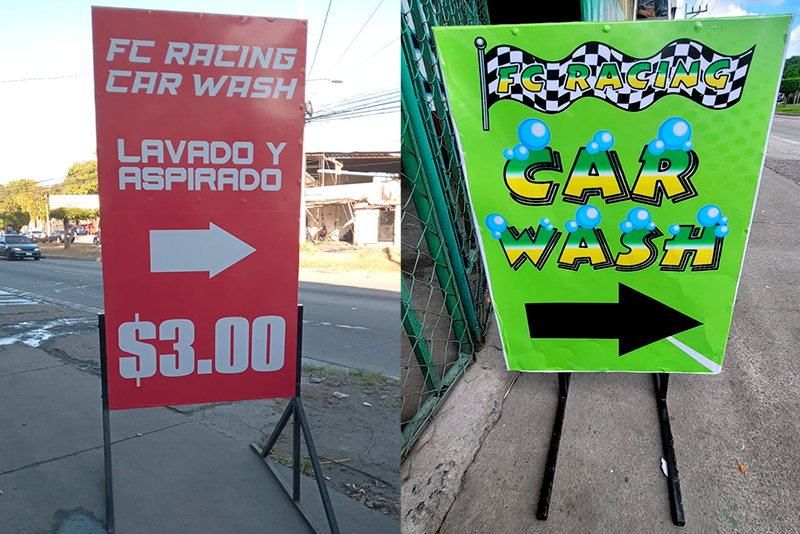 FC RACING
CAR WASH
LAVADO Y
ASPIRADO
$3.00
FC RACING
CAR
WASH